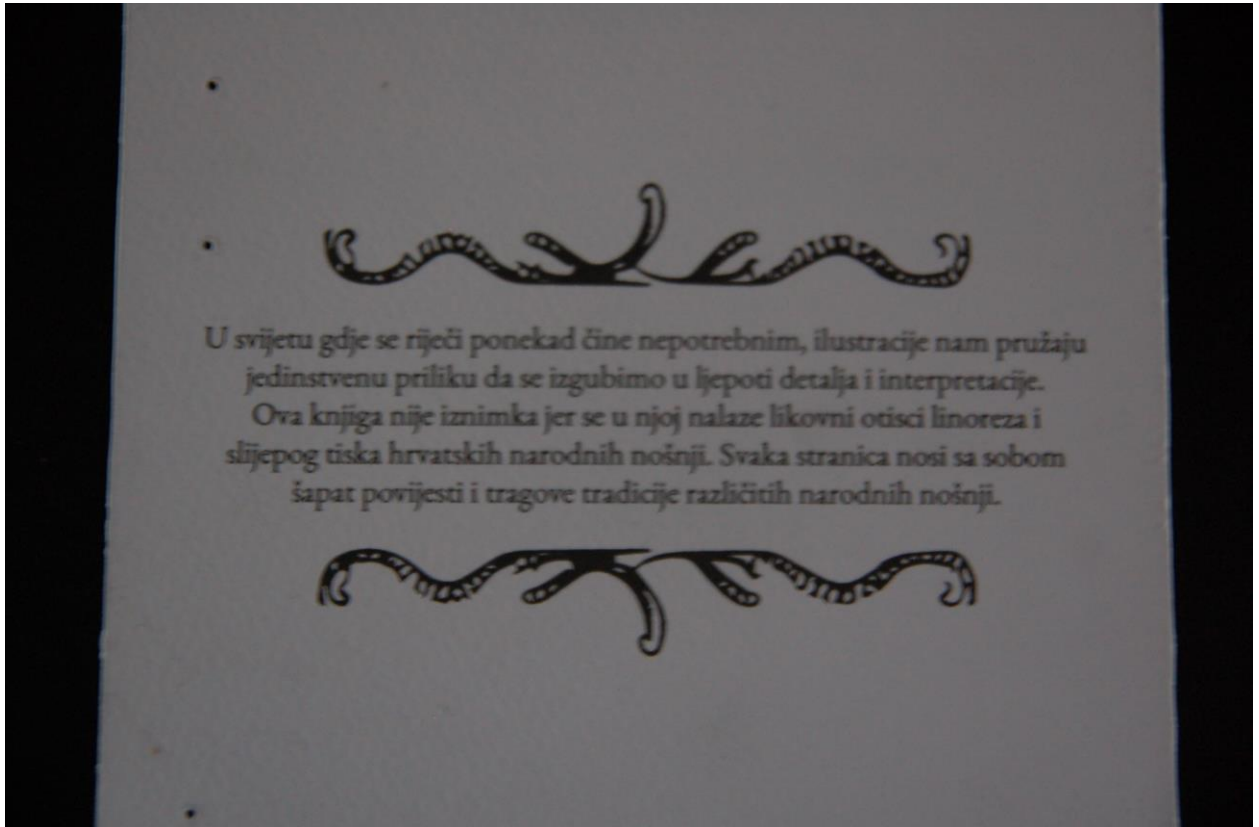 U svijetu gdje se riječi ponekad čine nepotrebnim, ilustracije nam pružaju
jedinstvenu priliku da se izgubimo u ljepoti detalja i interpretacije.
Ova knjiga nije iznimka jer se u njoj nalaze likovni otisci linoreza i
slijepog tiska hrvatskih narodnih nošnji. Svaka stranica nosi sa sobom
šapat povijesti i tragove tradicije različitih narodnih nošnji.